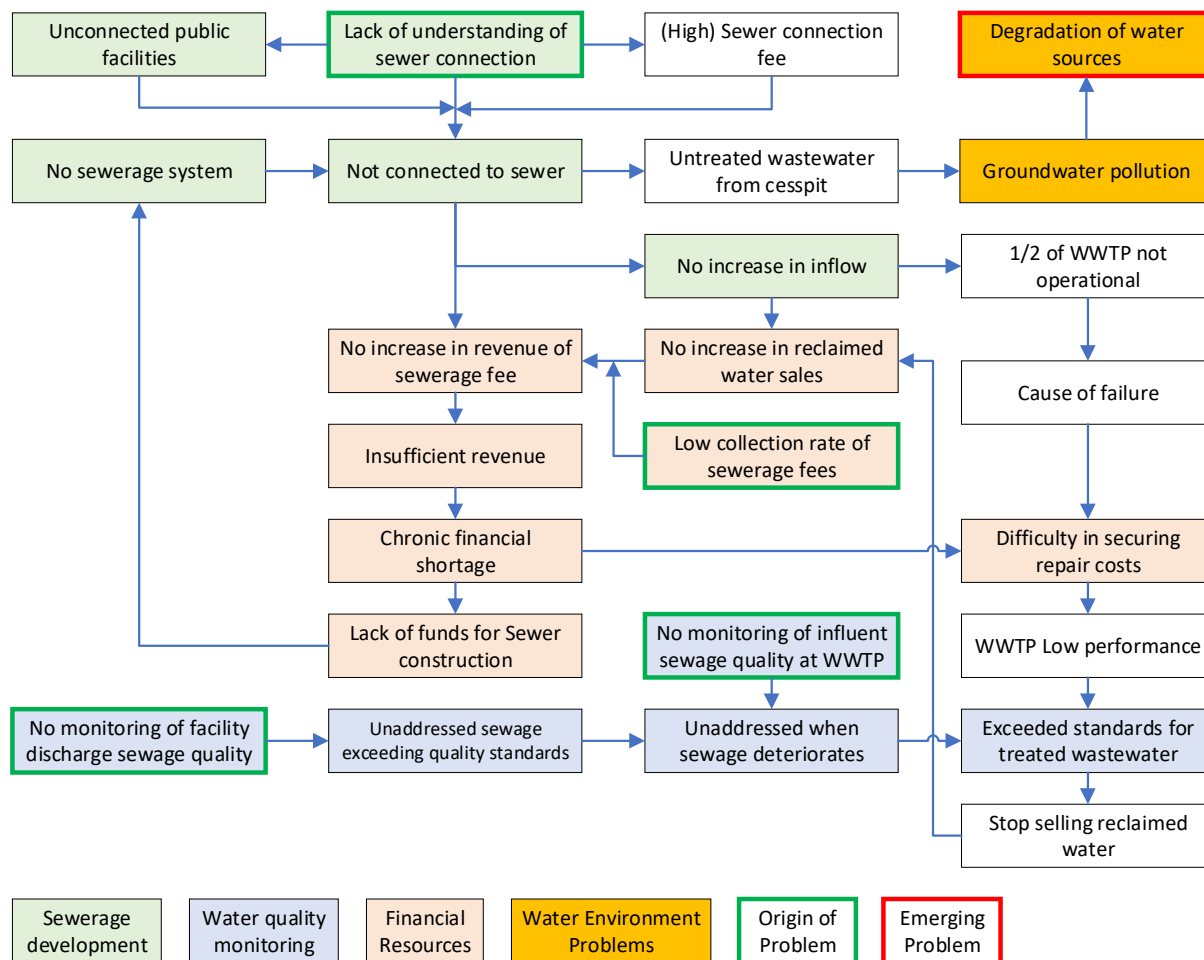 Unconnected public
facilities
Lack of understanding of
sewer connection
(High) Sewer connection
fee
Degradation of water
sources
No sewerage system
Not connected to sewer
Untreated wastewater
from cesspit
Groundwater pollution
No increase in inflow
1/2 of WWTP not
operational
No increase in revenue of
sewerage fee
No increase in reclaimed
water sales
Cause of failure
Insufficient revenue
Low collection rate of
sewerage fees
Chronic financial
shortage
Difficulty in securing
repair costs
Lack of funds for Sewer
construction
No monitoring of influent
sewage quality at WWTP
WWTP Low performance
No monitoring of facility
discharge sewage quality
Unaddressed sewage
exceeding quality standards
Unaddressed when
sewage deteriorates
Exceeded standards for
treated wastewater
Stop selling reclaimed
water
Sewerage
development
Water quality
monitoring
Financial
Resources
Water Environment
Problems
Origin of
Problem
Emerging
Problem